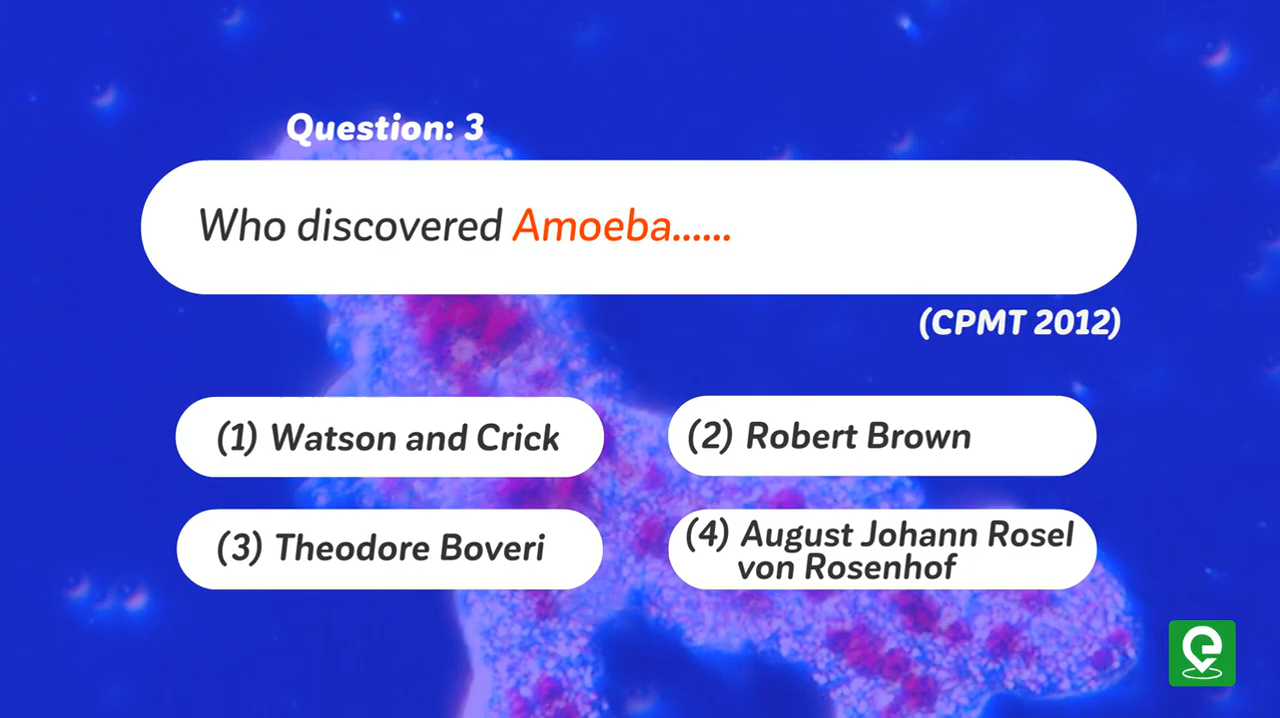 Question: 3
Who discovered Amoeba......
(CPMT 2012)
(1) Watson and Crick
(2) Robert Brown
(3) Theodore Boveri
(4) August Johann Rosel
von Rosenhof